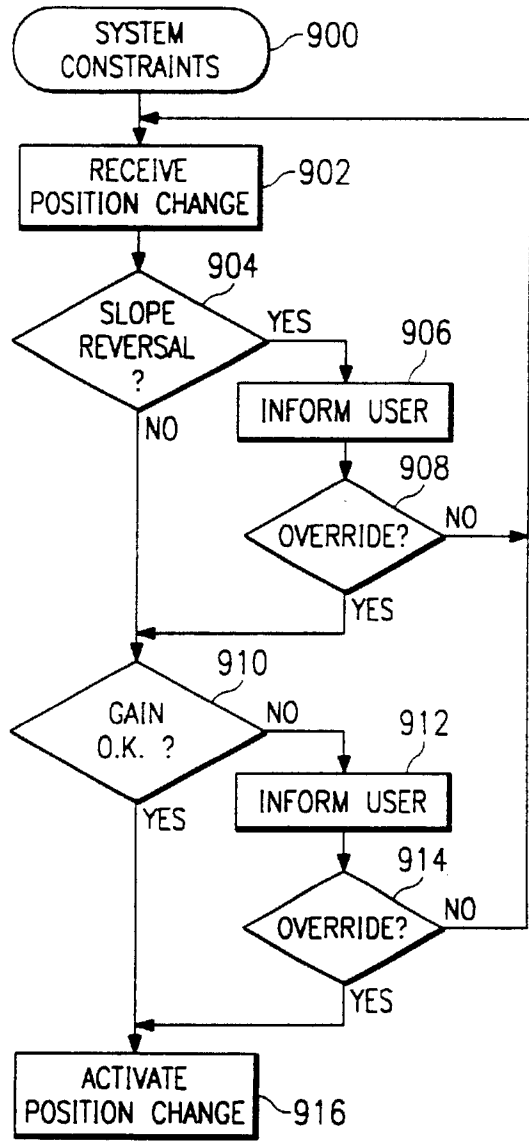 SYSTEM
CONSTRAINTS
900
RECEIVE
POSITION CHANGE
902
904
SLOPE
REVERSAL
?
YES
NO
906
INFORM USER
908
OVERRIDE?
NO
YES
910
GAIN
O.K. ?
NO
YES
912
INFORM USER
914
OVERRIDE?
NO
YES
ACTIVATE
POSITION CHANGE
916